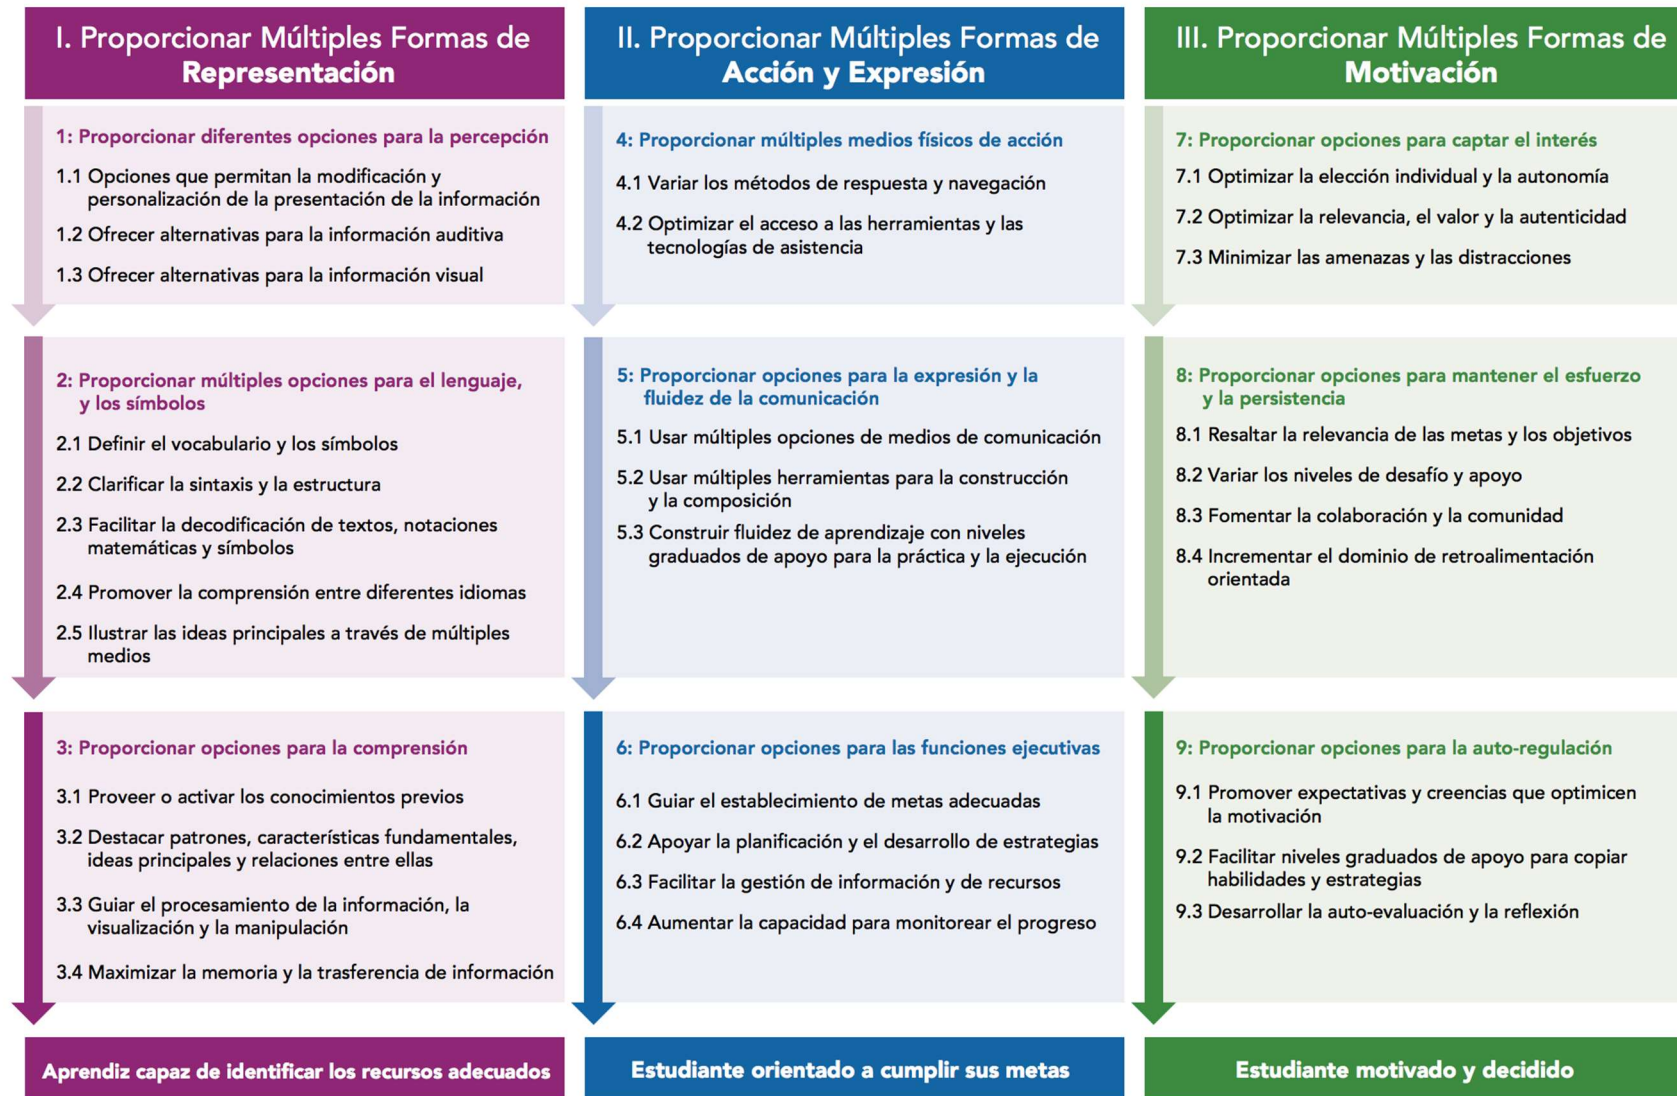 I. Proporcionar Múltiples Formas de
Representación
1: Proporcionar diferentes opciones para la percepción
1.1 Opciones que permitan la modificación y
personalización de la presentación de la información
1.2 Ofrecer alternativas para la información auditiva
1.3 Ofrecer alternativas para la información visual
2: Proporcionar múltiples opciones para el lenguaje,
y los símbolos
2.1 Definir el vocabulario y los símbolos
2.2 Clarificar la sintaxis y la estructura
2.3 Facilitar la decodificación de textos, notaciones
matemáticas y símbolos
2.4 Promover la comprensión entre diferentes idiomas
2.5 Ilustrar las ideas principales a través de múltiples
medios
3: Proporcionar opciones para la comprensión
3.1 Proveer o activar los conocimientos previos
3.2 Destacar patrones, características fundamentales,
ideas principales y relaciones entre ellas
3.3 Guiar el procesamiento de la información, la
visualización y la manipulación
3.4 Maximizar la memoria y la trasferencia de información
Aprendiz capaz de identificar los recursos adecuados
II. Proporcionar Múltiples Formas de
Acción y Expresión
4: Proporcionar múltiples medios físicos de acción
4.1 Variar los métodos de respuesta y navegación
4.2 Optimizar el acceso a las herramientas y las
tecnologías de asistencia
5: Proporcionar opciones para la expresión y la
fluidez de la comunicación
5.1 Usar múltiples opciones de medios de comunicación
5.2 Usar múltiples herramientas para la construcción
y la composición
5.3 Construir fluidez de aprendizaje con niveles
graduados de apoyo para la práctica y la ejecución
6: Proporcionar opciones para las funciones ejecutivas
6.1 Guiar el establecimiento de metas adecuadas
6.2 Apoyar la planificación y el desarrollo de estrategias
6.3 Facilitar la gestión de información y de recursos
6.4 Aumentar la capacidad para monitorear el progreso
Estudiante orientado a cumplir sus metas
III. Proporcionar Múltiples Formas de
Motivación
7: Proporcionar opciones para captar el interés
7.1 Optimizar la elección individual y la autonomía
7.2 Optimizar la relevancia, el valor y la autenticidad
7.3 Minimizar las amenazas y las distracciones
8: Proporcionar opciones para mantener el esfuerzo
y la persistencia
8.1 Resaltar la relevancia de las metas y los objetivos
8.2 Variar los niveles de desafío y apoyo
8.3 Fomentar la colaboración y la comunidad
8.4 Incrementar el dominio de retroalimentación
orientada
9: Proporcionar opciones para la auto-regulación
9.1 Promover expectativas y creencias que optimicen
la motivación
9.2 Facilitar niveles graduados de apoyo para copiar
habilidades y estrategias
9.3 Desarrollar la auto-evaluación y la reflexión
Estudiante motivado y decidido